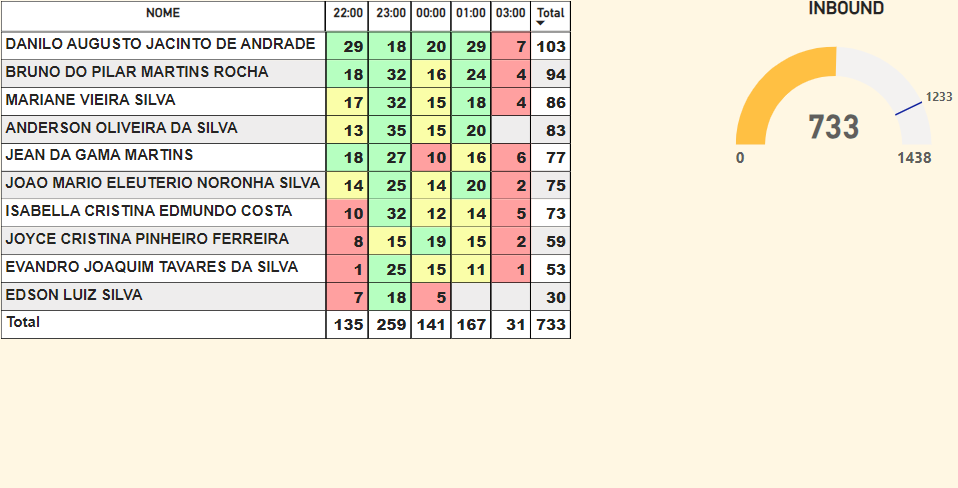 NOME 22:00 23:00 00:00 01:00 03:00 Total
DANILO AUGUSTO JACINTO DE ANDRADE 29 18 20 29 7 103
BRUNO DO PILAR MARTINS ROCHA 18 32 16 24 4 94
MARIANE VIEIRA SILVA 17 32 15 18 4 86
ANDERSON OLIVEIRA DA SILVA 13 35 15 20 83
JEAN DA GAMA MARTINS 18 27 10 16 6 77
JOAO MARIO ELEUTERIO NORONHA SILVA 14 25 14 20 2 75
ISABELLA CRISTINA EDMUNDO COSTA 10 32 12 14 5 73
JOYCE CRISTINA PINHEIRO FERREIRA 8 15 19 15 2 59
EVANDRO JOAQUIM TAVARES DA SILVA 1 25 15 11 1 53
EDSON LUIZ SILVA 7 18 5 30
Total 135 259 141 167 31 733
INBOUND
1233
733
0 1438